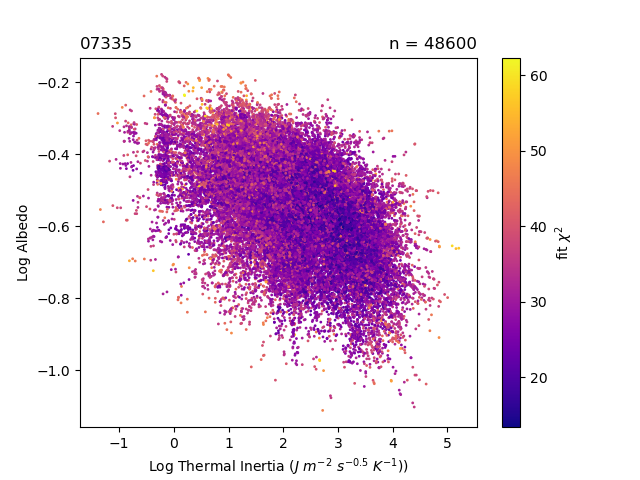 07335
n = 48600
−0.2
−0.4
−0.6
−0.8
−1.0
Log Albedo
−1 0 1 2 3 4 5
Log Thermal Inertia (J m⁻² s⁻⁰·⁵ K⁻¹))
60
50
40
30
20
fit χ²